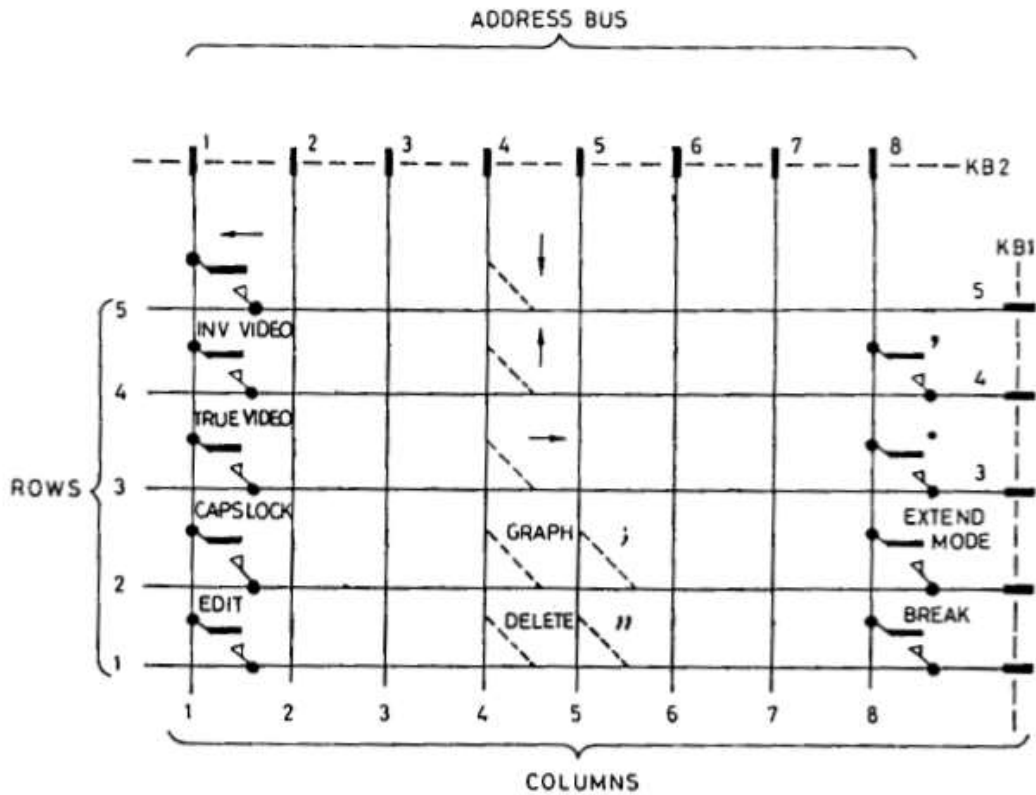 ADDRESS BUS
1 2 3 4 5 6 7 8 KB2
KB1
← ↓
5 5
INV VIDEO ↑ ,
4 4
TRUE VIDEO → .
ROWS 3 3
CAPS LOCK GRAPH ; EXTEND MODE
2
EDIT DELETE " BREAK
1
1 2 3 4 5 6 7 8
COLUMNS